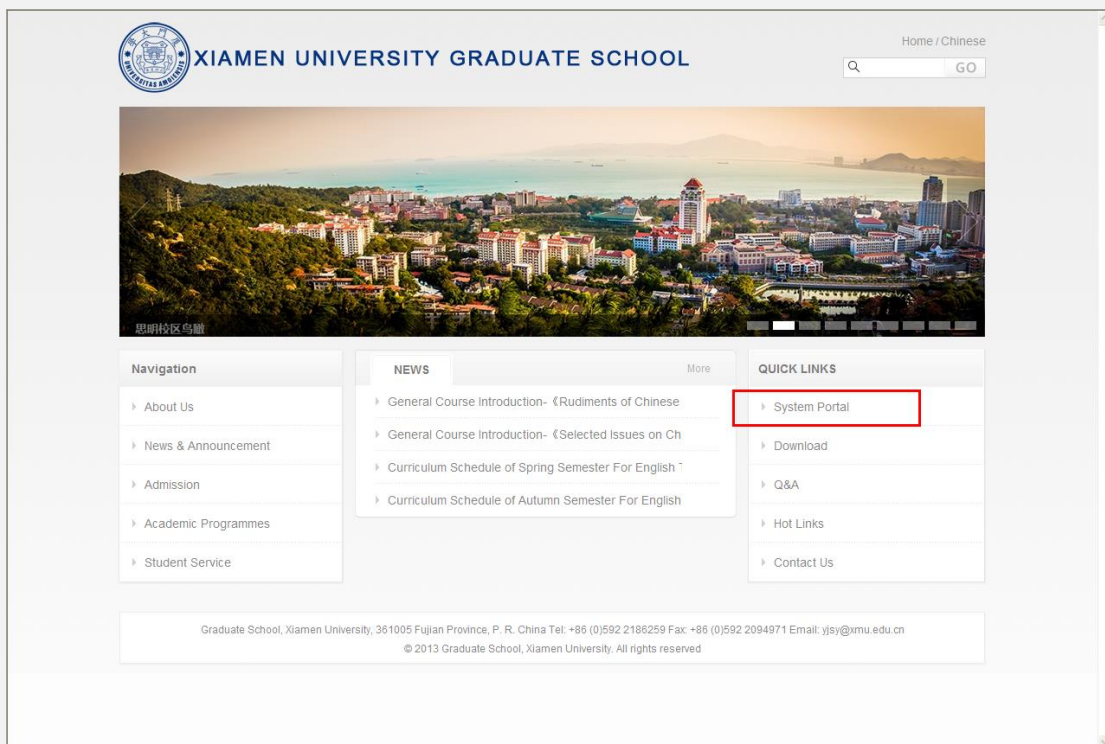 XIAMEN UNIVERSITY GRADUATE SCHOOL
Home / Chinese
GO
思明校区鸟瞰
Navigation
About Us
News & Announcement
Admission
Academic Programmes
Student Service
NEWS
More
General Course Introduction-《Rudiments of Chinese
General Course Introduction-《Selected Issues on Ch
Curriculum Schedule of Spring Semester For English
Curriculum Schedule of Autumn Semester For English
QUICK LINKS
System Portal
Download
Q&A
Hot Links
Contact Us
Graduate School, Xiamen University, 361005 Fujian Province, P. R. China Tel: +86 (0)592 2186259 Fax: +86 (0)592 2094971 Email: yjsy@xmu.edu.cn
© 2013 Graduate School, Xiamen University. All rights reserved